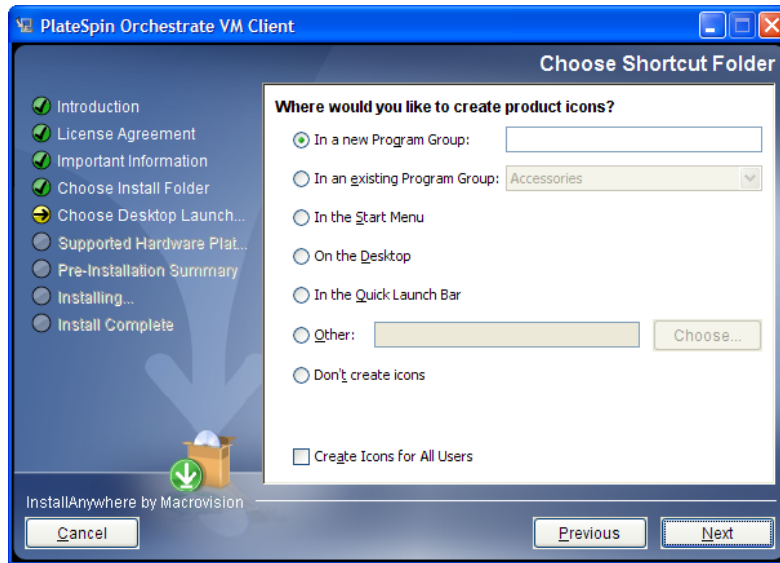 PlateSpin Orchestrate VM Client
Choose Shortcut Folder
Introduction
License Agreement
Important Information
Choose Install Folder
Choose Desktop Launch...
Supported Hardware Plat...
Pre-Installation Summary
Installing...
Install Complete
Where would you like to create product icons?
In a new Program Group:
In an existing Program Group: Accessories
In the Start Menu
On the Desktop
In the Quick Launch Bar
Other: Choose...
Don't create icons
Create Icons for All Users
InstallAnywhere by Macrovision
Cancel Previous Next